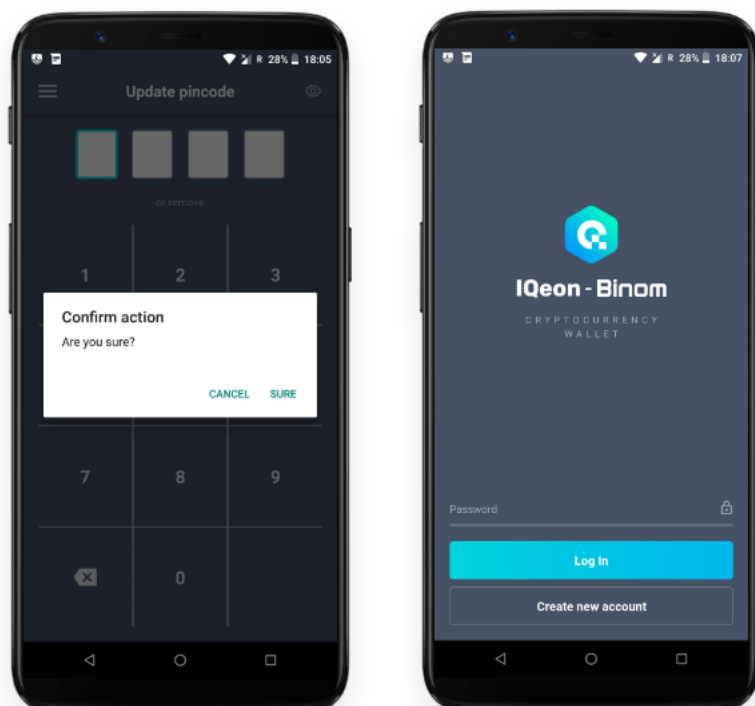 R 28% 18:05
Update pincode
or remove
1 2 3
Confirm action
Are you sure?
CANCEL SURE
7 8 9
0
R 28% 18:07
IQeon - Binom
CRYPTOCURRENCY
WALLET
Password
Log In
Create new account